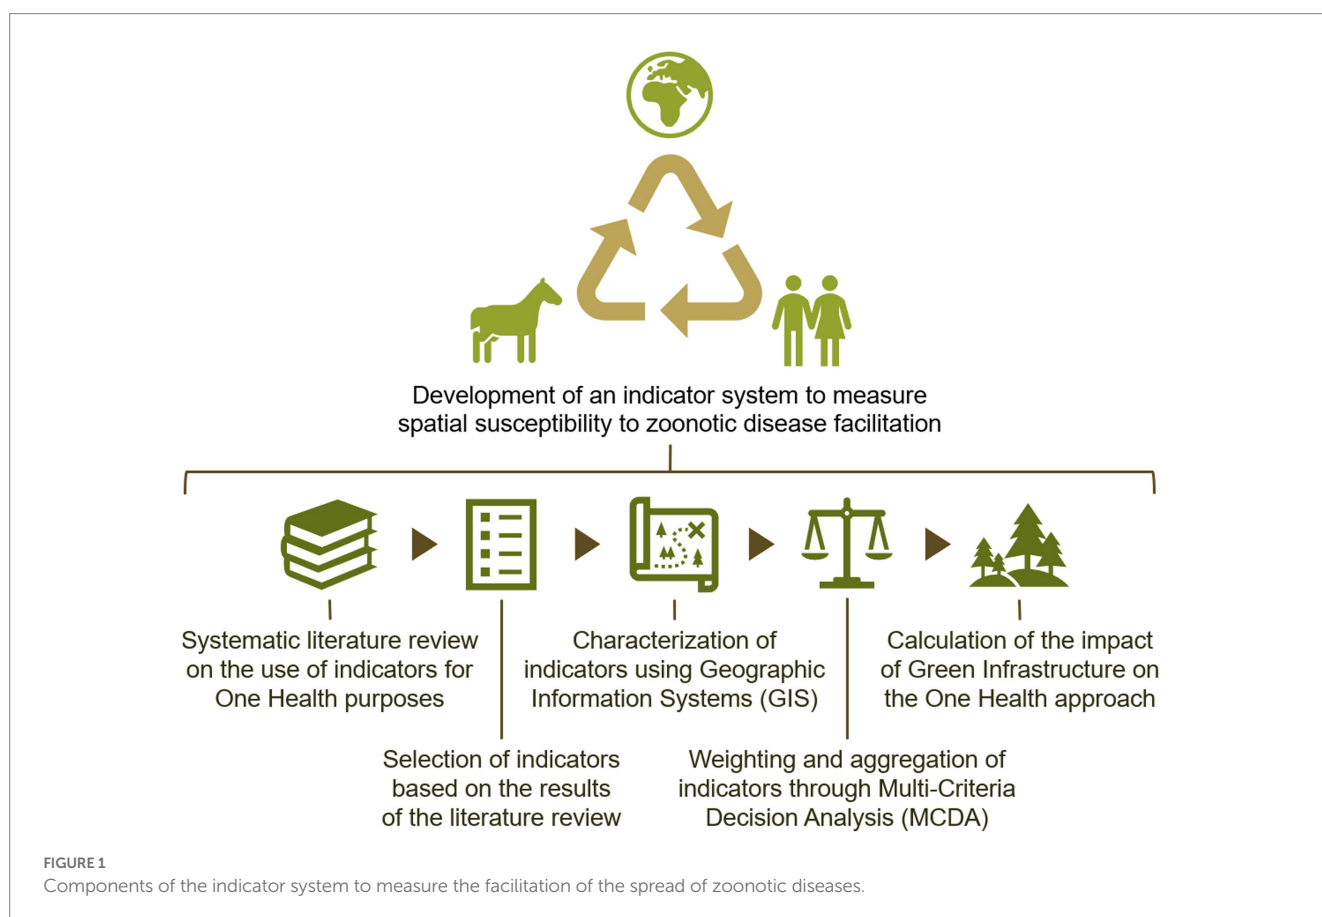 Development of an indicator system to measure
spatial susceptibility to zoonotic disease facilitation
Systematic literature review
on the use of indicators for
One Health purposes
Selection of indicators
based on the results
of the literature review
Characterization of
indicators using Geographic
Information Systems (GIS)
Weighting and aggregation of
indicators through Multi-Criteria
Decision Analysis (MCDA)
Calculation of the impact
of Green Infrastructure on
the One Health approach
FIGURE 1
Components of the indicator system to measure the facilitation of the spread of zoonotic diseases.